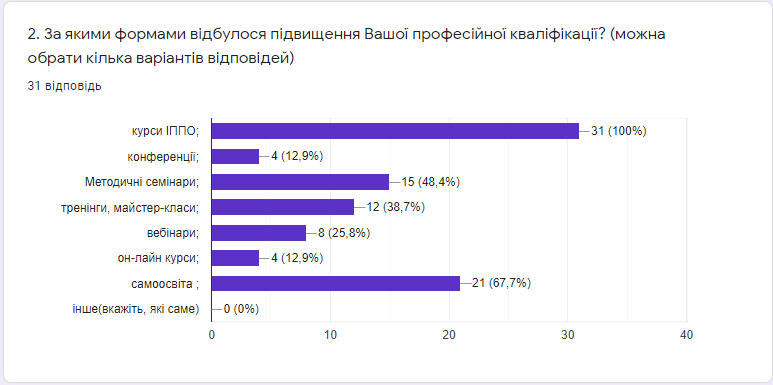 2. За якими формами відбулося підвищення Вашої професійної кваліфікації? (можна
обрати кілька варіантів відповідей)
31 відповідь
курси ІППО; 31 (100%)
конференції; 4 (12,9%)
Методичні семінари; 15 (48,4%)
тренінги, майстер-класи; 12 (38,7%)
вебінари; 8 (25,8%)
он-лайн курси; 4 (12,9%)
самоосвіта ; 21 (67,7%)
інше(вкажіть, які саме) 0 (0%)
0 10 20 30 40